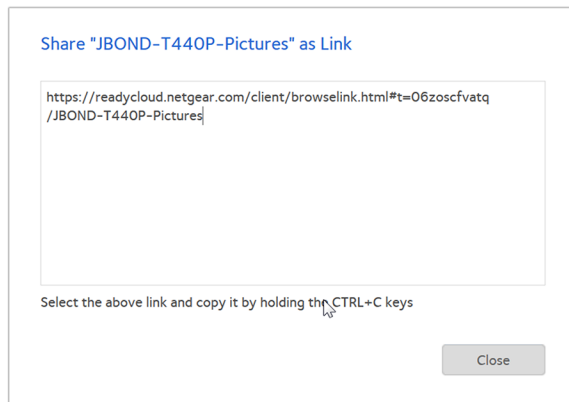 Share "JBOND-T440P-Pictures" as Link
https://readycloud.netgear.com/client/browselink.html#t=06zoscfvatq
/JBOND-T440P-Pictures
Select the above link and copy it by holding the CTRL+C keys
Close